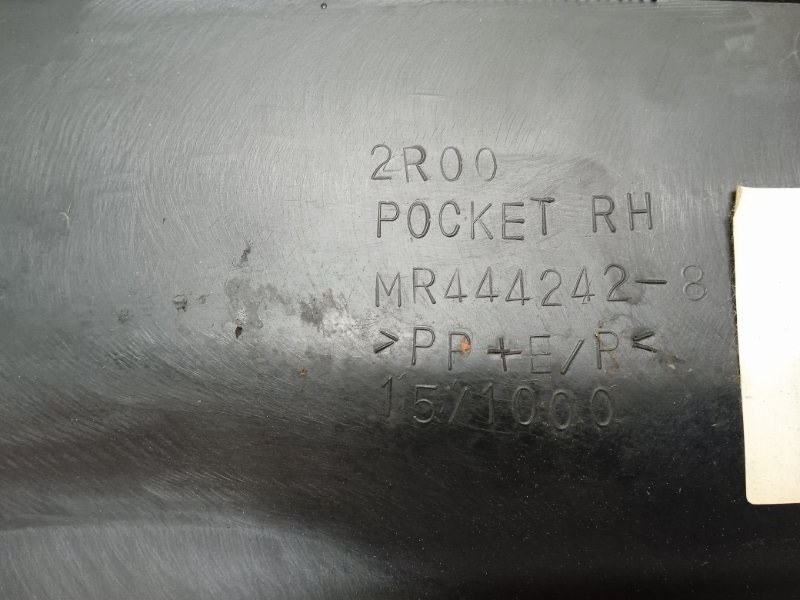 2R00
POCKET RH
MR444242-8
>PP+E/R<
15/1000